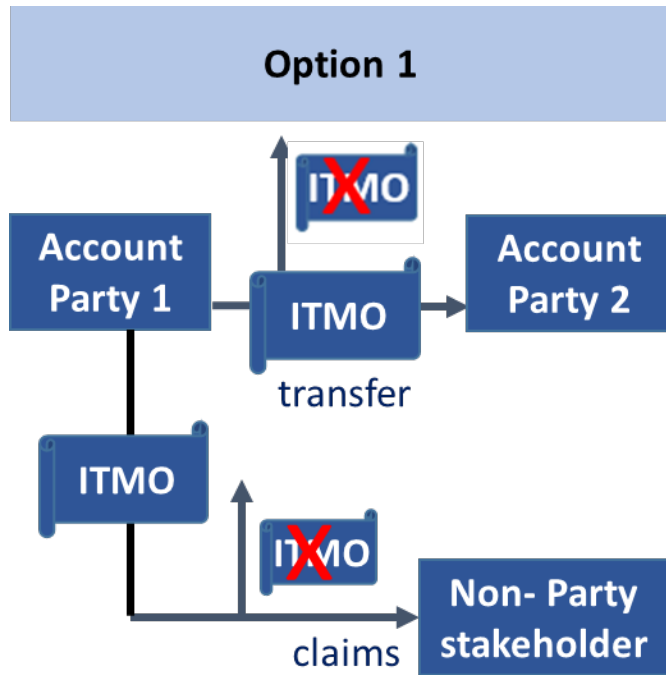 Option 1
ITMO
Account
Party 1
ITMO
Account
Party 2
transfer
ITMO
ITMO
Non- Party
stakeholder
claims